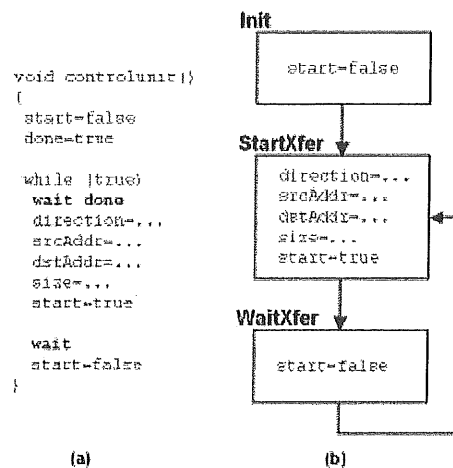 void controlunit()
{
start=false
done=true
while (true)
wait done
direction=...
srcAddr=...
dstAddr=...
size=...
start=true
wait
start=false
}
(a)
Init
start=false
StartXfer
direction=...
srcAddr=...
dstAddr=...
size=...
start=true
WaitXfer
start=false
(b)